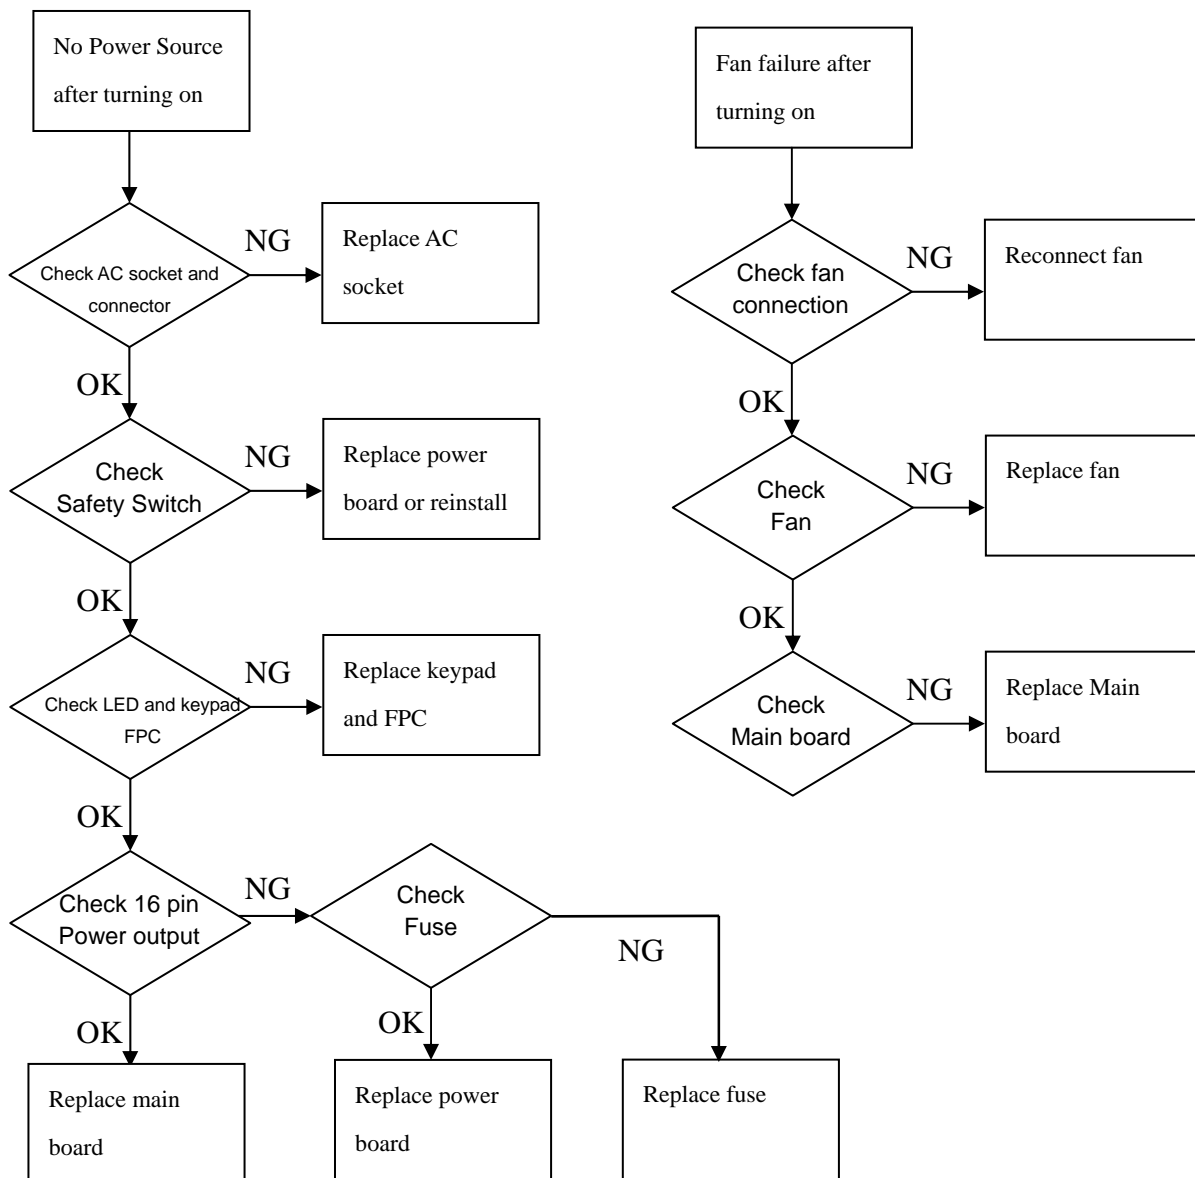 No Power Source
after turning on
NG
Check AC socket and
connector
Replace AC
socket
OK
NG
Check
Safety Switch
Replace power
board or reinstall
OK
NG
Check LED and keypad
FPC
Replace keypad
and FPC
OK
NG
Check 16 pin
Power output
Check
Fuse
NG
OK
OK
Replace main
board
Replace power
board
Replace fuse
Fan failure after
turning on
NG
Check fan
connection
Reconnect fan
OK
NG
Check
Fan
Replace fan
OK
NG
Check
Main board
Replace Main
board